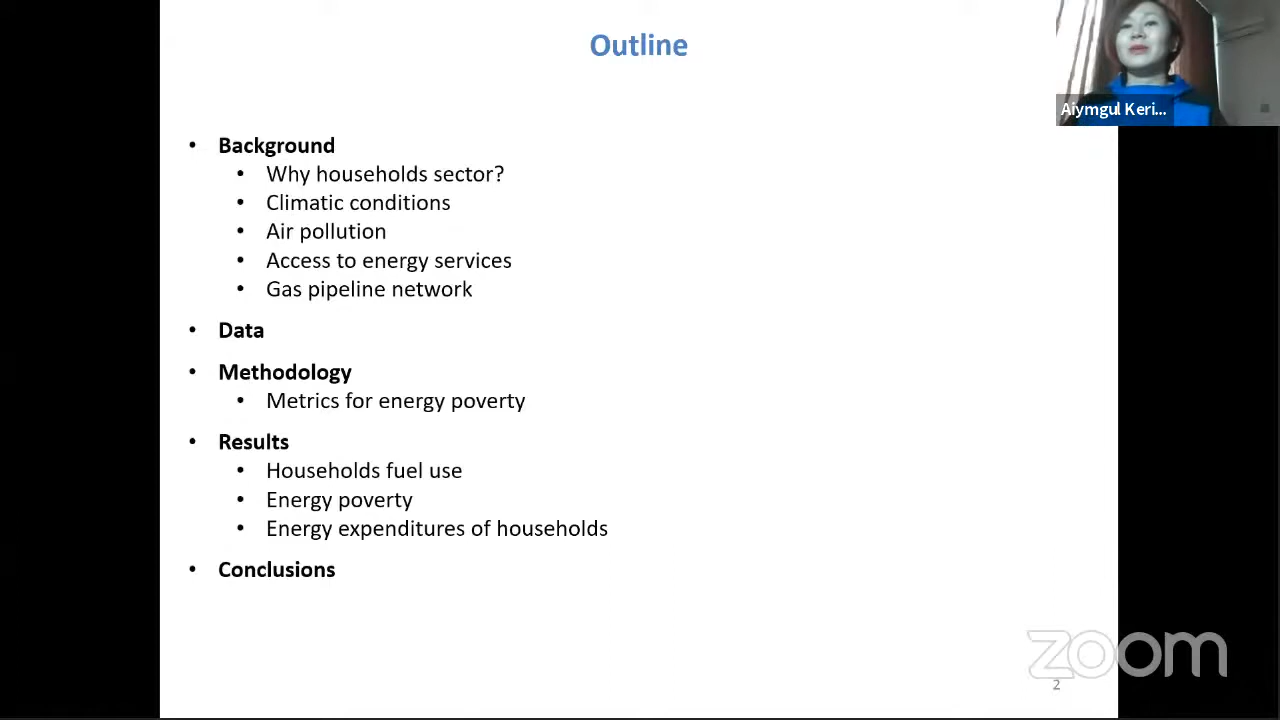 Outline
Aiymgul Keri...
• Background
• Why households sector?
• Climatic conditions
• Air pollution
• Access to energy services
• Gas pipeline network
• Data
• Methodology
• Metrics for energy poverty
• Results
• Households fuel use
• Energy poverty
• Energy expenditures of households
• Conclusions
zoom
2